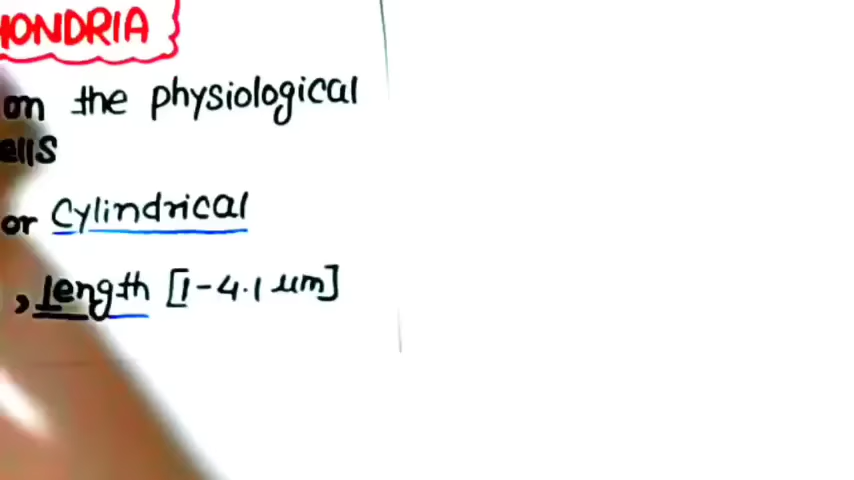 HONDRIA
on the physiological
ells
or Cylindrical
, Length [1-4.1 um]